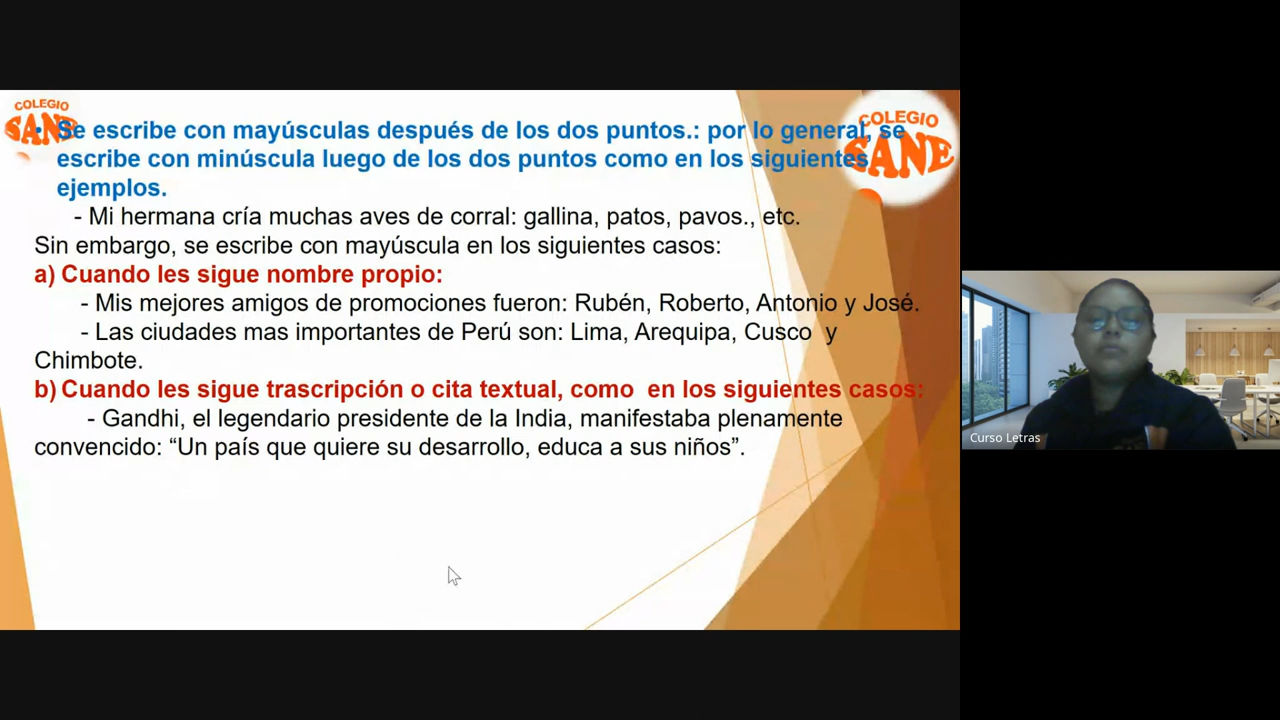 COLEGIO
SANE
COLEGIO
SANE
• Se escribe con mayúsculas después de los dos puntos.: por lo general, se
escribe con minúscula luego de los dos puntos como en los siguientes
ejemplos.
- Mi hermana cría muchas aves de corral: gallina, patos, pavos., etc.
Sin embargo, se escribe con mayúscula en los siguientes casos:
a) Cuando les sigue nombre propio:
- Mis mejores amigos de promociones fueron: Rubén, Roberto, Antonio y José.
- Las ciudades mas importantes de Perú son: Lima, Arequipa, Cusco y
Chimbote.
b) Cuando les sigue trascripción o cita textual, como en los siguientes casos:
- Gandhi, el legendario presidente de la India, manifestaba plenamente
convencido: “Un país que quiere su desarrollo, educa a sus niños”.
Curso Letras